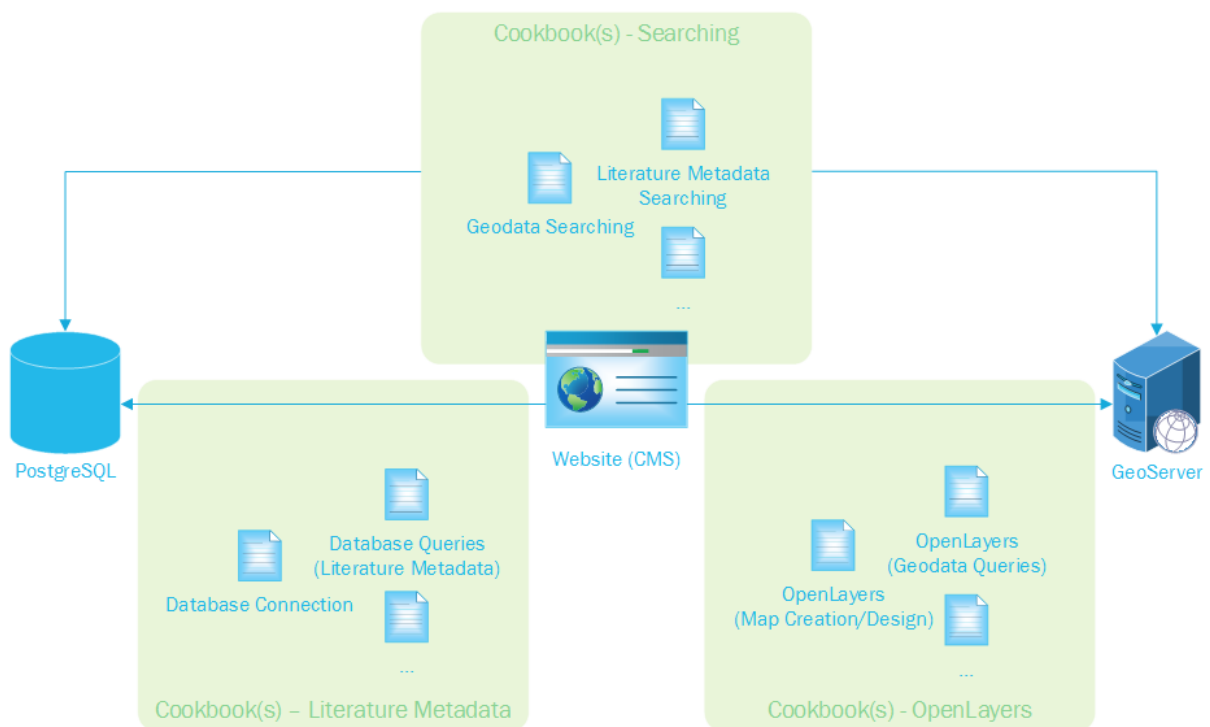 Cookbook(s) - Searching
Literature Metadata
Searching
Geodata Searching
...
PostgreSQL
Website (CMS)
GeoServer
Database Queries
(Literature Metadata)
Database Connection
...
OpenLayers
(Geodata Queries)
OpenLayers
(Map Creation/Design)
...
Cookbook(s) – Literature Metadata
Cookbook(s) - OpenLayers